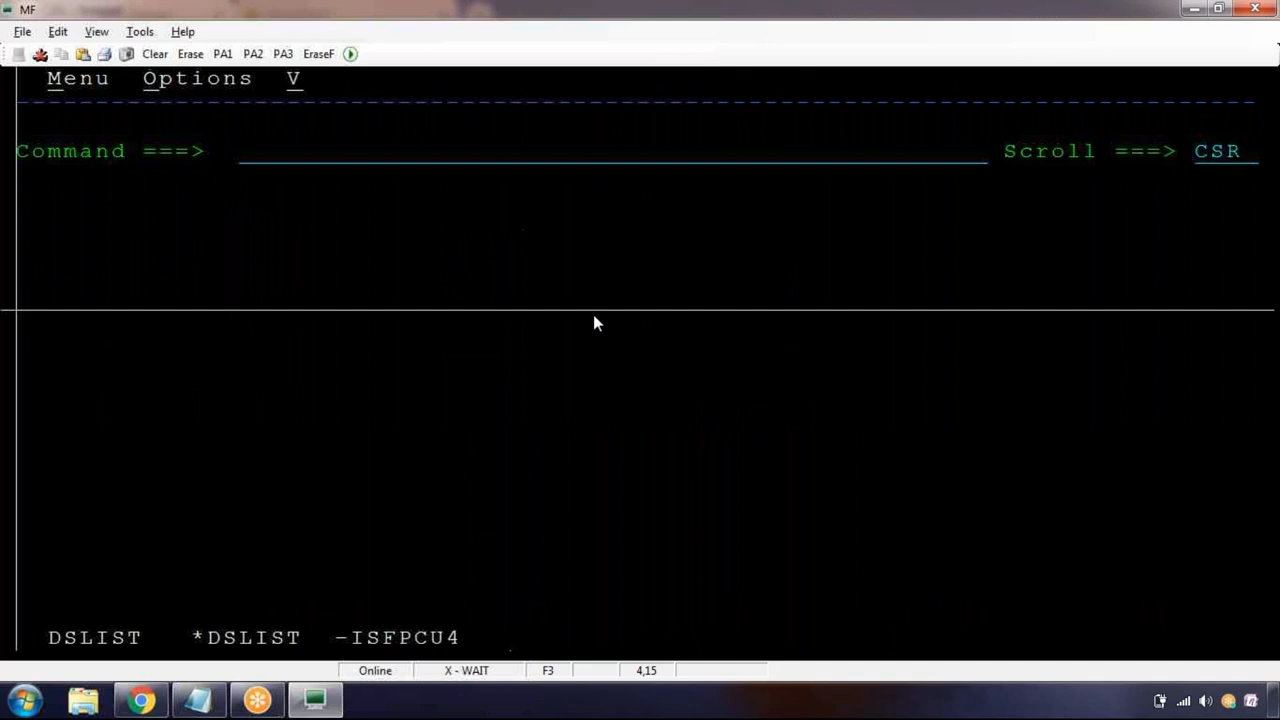 MF
File Edit View Tools Help
Clear Erase PA1 PA2 PA3 EraseF
Menu Options V
Command ===> Scroll ===> CSR
DSLIST *DSLIST -ISFPCU4
Online X - WAIT F3 4,15